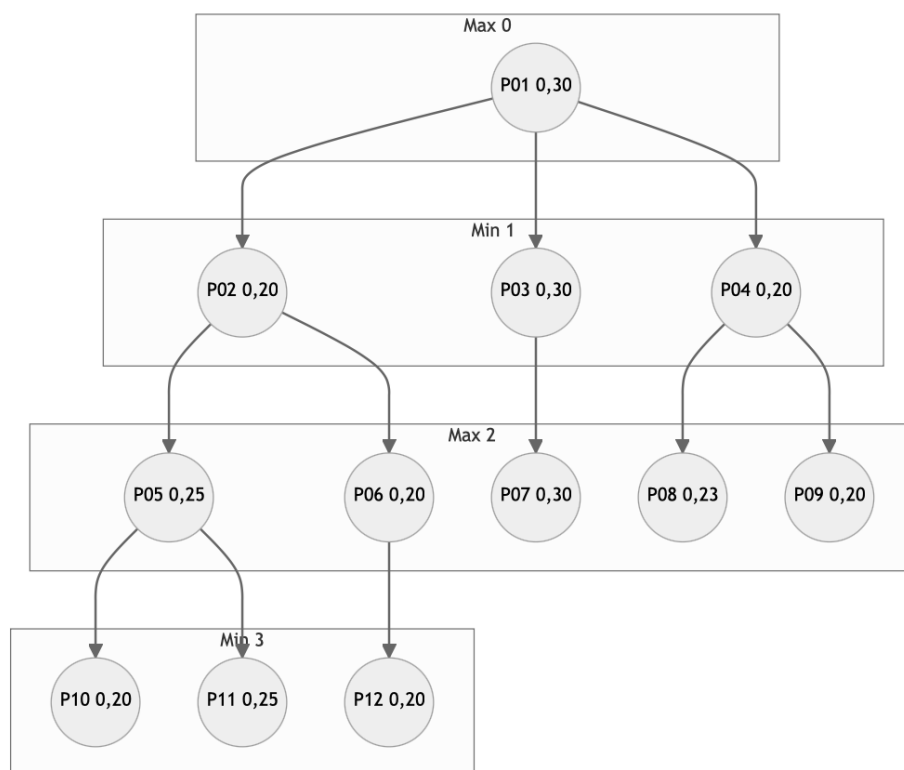 Max 0
P01 0,30
Min 1
P02 0,20
P03 0,30
P04 0,20
Max 2
P05 0,25
P06 0,20
P07 0,30
P08 0,23
P09 0,20
Min 3
P10 0,20
P11 0,25
P12 0,20